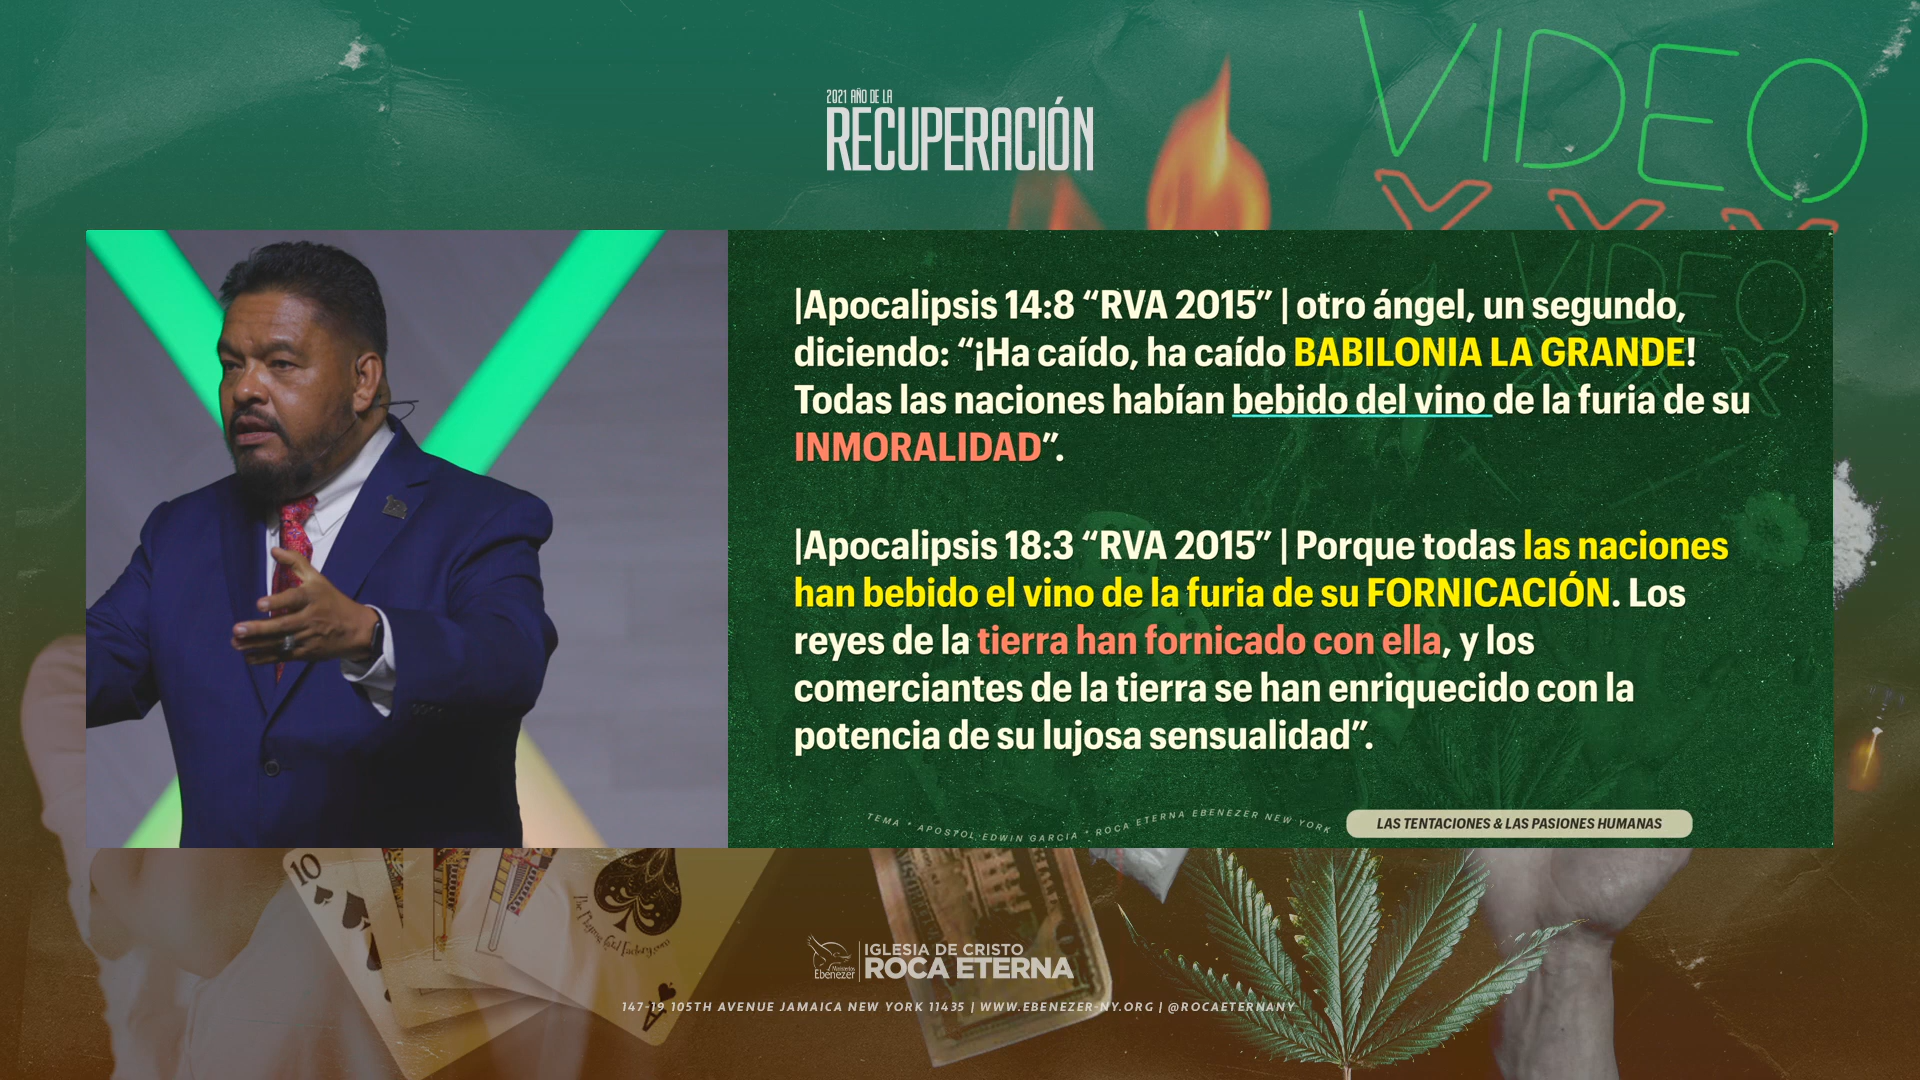 VIDEO
XXX
2021 AÑO DE LA
RECUPERACIÓN
VIDEO
|Apocalipsis 14:8 “RVA 2015” | otro ángel, un segundo,
diciendo: “¡Ha caído, ha caído BABILONIA LA GRANDE!
Todas las naciones habían bebido del vino de la furia de su
INMORALIDAD”.
|Apocalipsis 18:3 “RVA 2015” | Porque todas las naciones
han bebido el vino de la furia de su FORNICACIÓN. Los
reyes de la tierra han fornicado con ella, y los
comerciantes de la tierra se han enriquecido con la
potencia de su lujosa sensualidad”.
TEMA * APOSTOL EDWIN GARCIA * ROCA ETERNA EBENEZER NEW YORK
LAS TENTACIONES & LAS PASIONES HUMANAS
10
A
Ministerios
Ebenezer
IGLESIA DE CRISTO
ROCA ETERNA
147-19 105TH AVENUE JAMAICA NEW YORK 11435 | WWW.EBENEZER-NY.ORG | @ROCAETERNANY